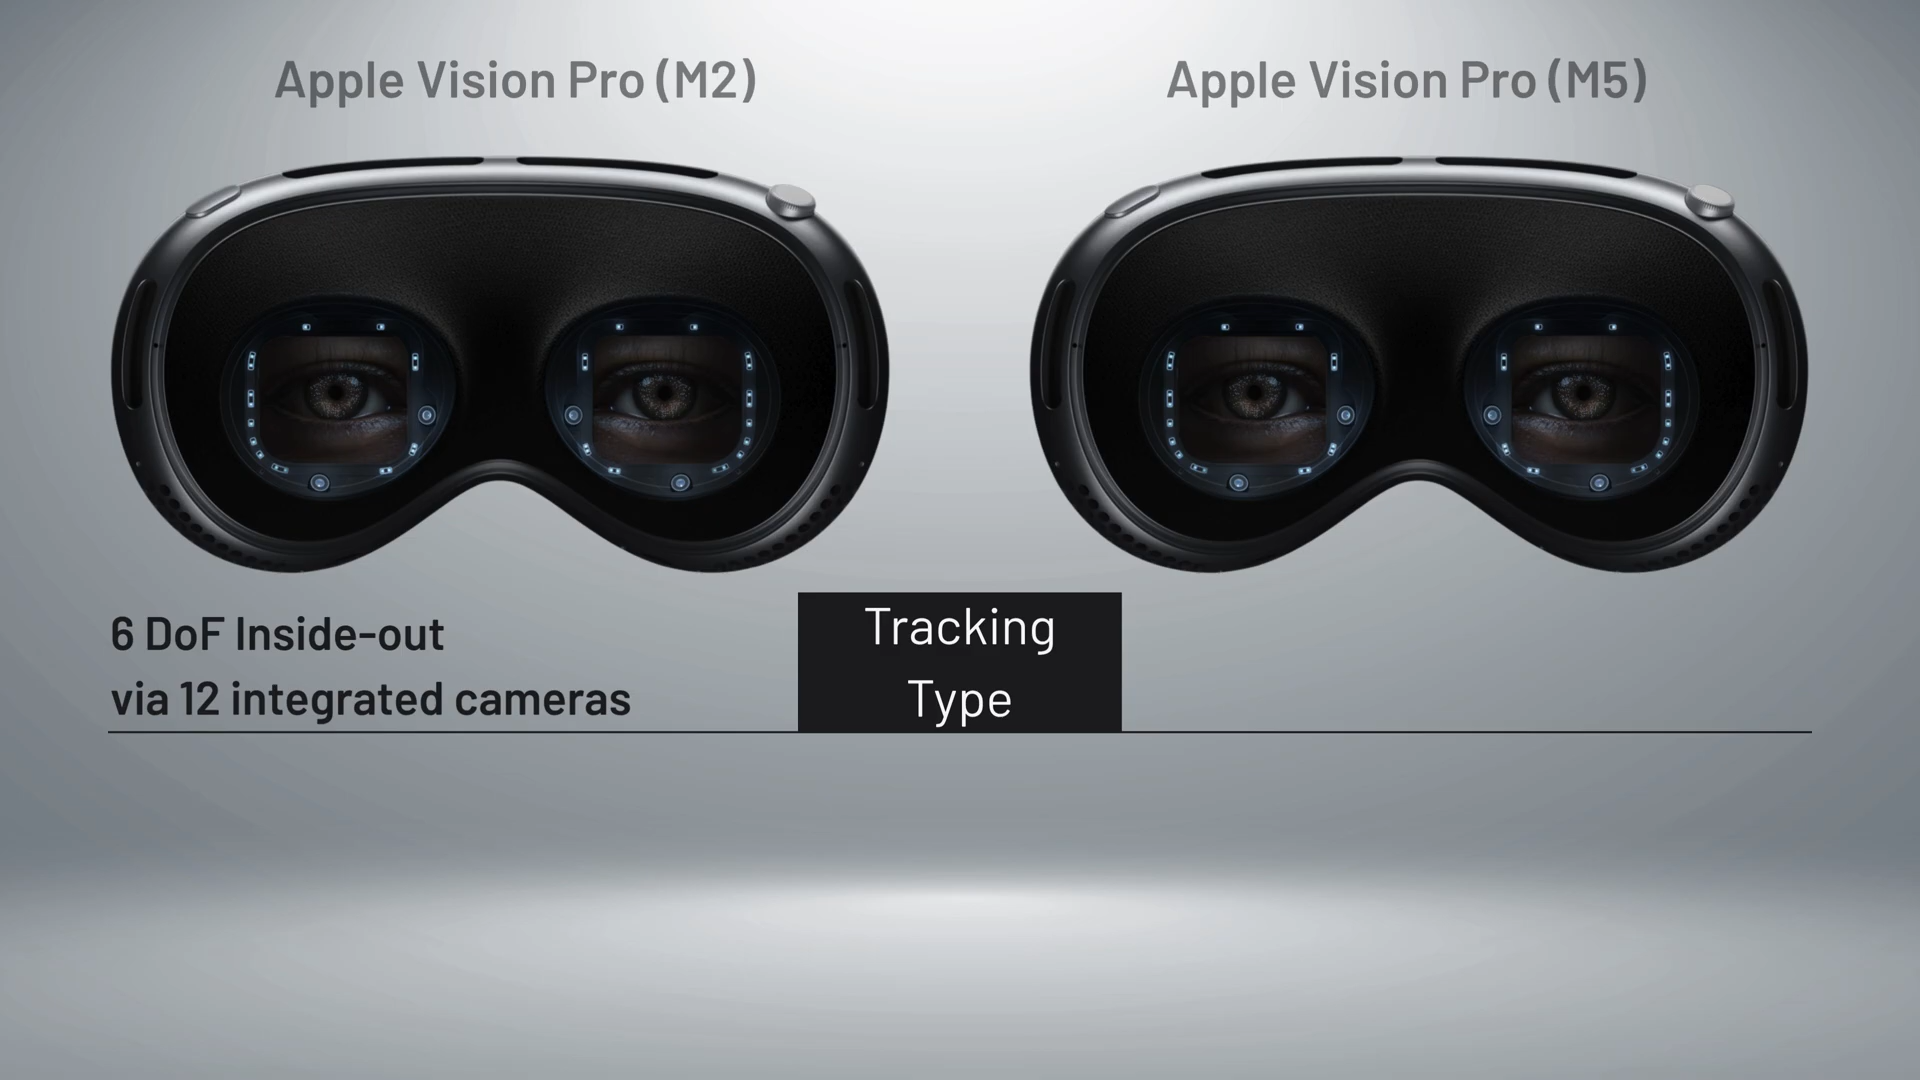 Apple Vision Pro (M2)
Apple Vision Pro (M5)
6 DoF Inside-out
via 12 integrated cameras
Tracking
Type